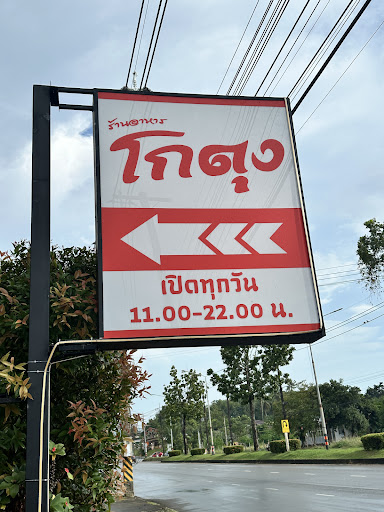 ร้านอาหาร
โกตุง
เปิดทุกวัน
11.00-22.00 น.